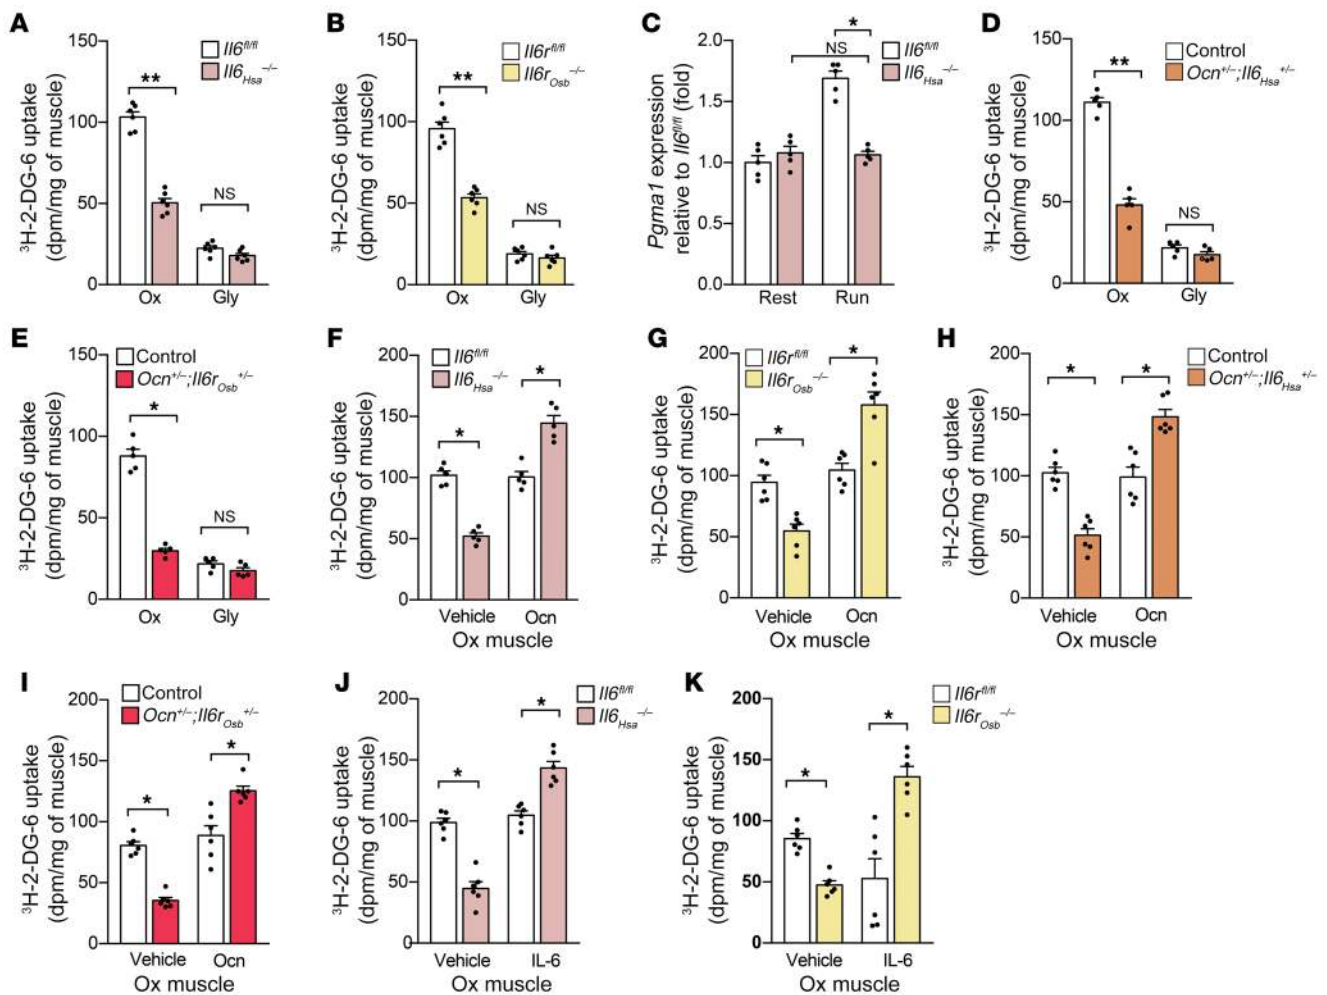 A
³H-2-DG-6 uptake
(dpm/mg of muscle)
150
100
50
0
Il6fl/fl
Il6Hsa−/−
**
NS
Ox
Gly
B
³H-2-DG-6 uptake
(dpm/mg of muscle)
150
100
50
0
Il6rfl/fl
Il6rOsb−/−
**
NS
Ox
Gly
C
Pgma1 expression
relative to Il6fl/fl (fold)
2.0
1.5
1.0
0.5
0.0
*
NS
Il6fl/fl
Il6Hsa−/−
Rest
Run
D
³H-2-DG-6 uptake
(dpm/mg of muscle)
150
100
50
0
Control
Ocn+/−;Il6Hsa+/−
**
NS
Ox
Gly
E
³H-2-DG-6 uptake
(dpm/mg of muscle)
150
100
50
0
Control
Ocn+/−;Il6rOsb+/−
*
NS
Ox
Gly
F
³H-2-DG-6 uptake
(dpm/mg of muscle)
200
150
100
50
0
Il6fl/fl
Il6Hsa−/−
*
*
Vehicle
Ocn
Ox muscle
G
³H-2-DG-6 uptake
(dpm/mg of muscle)
200
150
100
50
0
Il6rfl/fl
Il6rOsb−/−
*
*
Vehicle
Ocn
Ox muscle
H
³H-2-DG-6 uptake
(dpm/mg of muscle)
200
150
100
50
0
Control
Ocn+/−;Il6Hsa+/−
*
*
Vehicle
Ocn
Ox muscle
I
³H-2-DG-6 uptake
(dpm/mg of muscle)
200
150
100
50
0
Control
Ocn+/−;Il6rOsb+/−
*
*
Vehicle
Ocn
Ox muscle
J
³H-2-DG-6 uptake
(dpm/mg of muscle)
200
150
100
50
0
Il6fl/fl
Il6Hsa−/−
*
*
Vehicle
IL-6
Ox muscle
K
³H-2-DG-6 uptake
(dpm/mg of muscle)
200
150
100
50
0
Il6rfl/fl
Il6rOsb−/−
*
*
Vehicle
IL-6
Ox muscle